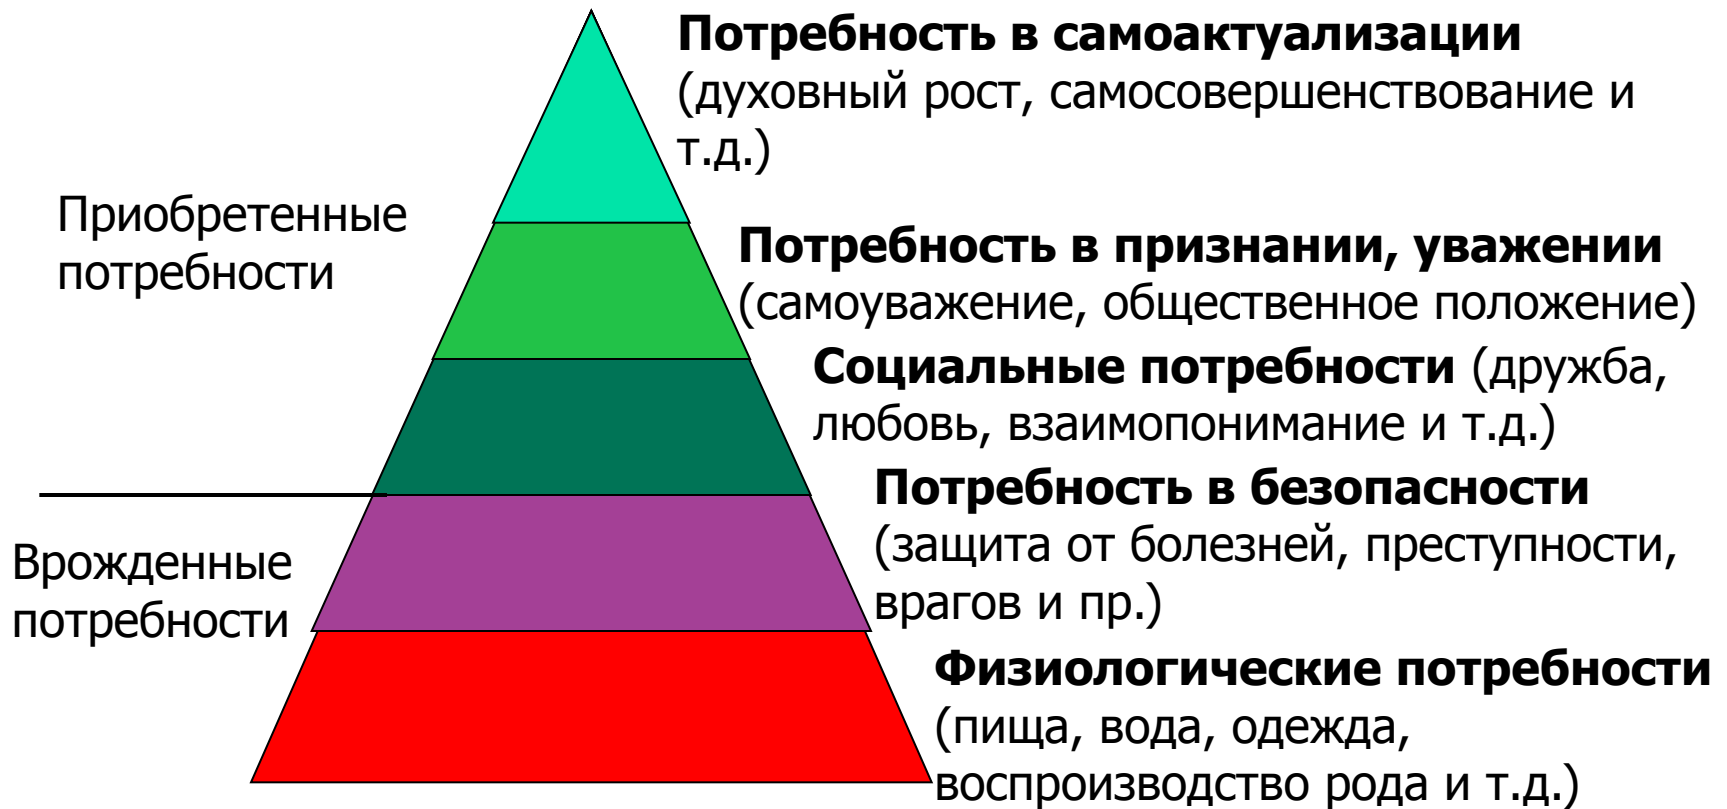 Потребность в самоактуализации
(духовный рост, самосовершенствование и
т.д.)
Приобретенные
потребности
Потребность в признании, уважении
(самоуважение, общественное положение)
Социальные потребности (дружба,
любовь, взаимопонимание и т.д.)
Потребность в безопасности
(защита от болезней, преступности,
врагов и пр.)
Врожденные
потребности
Физиологические потребности
(пища, вода, одежда,
воспроизводство рода и т.д.)